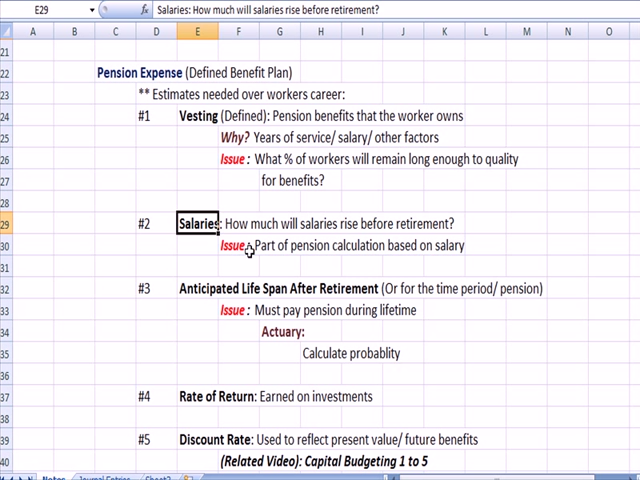 E29 fx Salaries: How much will salaries rise before retirement?
A B C D E F G H I J K L M N O
21
22 Pension Expense (Defined Benefit Plan)
23 ** Estimates needed over workers career:
24 #1 Vesting (Defined): Pension benefits that the worker owns
25 Why? Years of service/ salary/ other factors
26 Issue : What % of workers will remain long enough to quality
27 for benefits?
28
29 #2 Salaries: How much will salaries rise before retirement?
30 Issue : Part of pension calculation based on salary
31
32 #3 Anticipated Life Span After Retirement (Or for the time period/ pension)
33 Issue : Must pay pension during lifetime
34 Actuary:
35 Calculate probablity
36
37 #4 Rate of Return: Earned on investments
38
39 #5 Discount Rate: Used to reflect present value/ future benefits
40 (Related Video): Capital Budgeting 1 to 5
Notes Journal Entries Sheet2